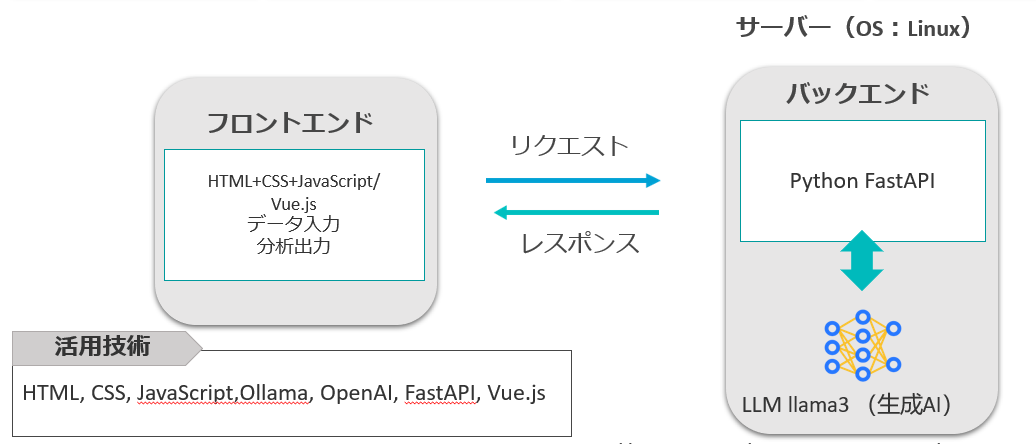 サーバー（OS：Linux）
フロントエンド
HTML+CSS+JavaScript/
Vue.js
データ入力
分析出力
リクエスト
レスポンス
バックエンド
Python FastAPI
LLM llama3 （生成AI）
活用技術
HTML, CSS, JavaScript,Ollama, OpenAI, FastAPI, Vue.js